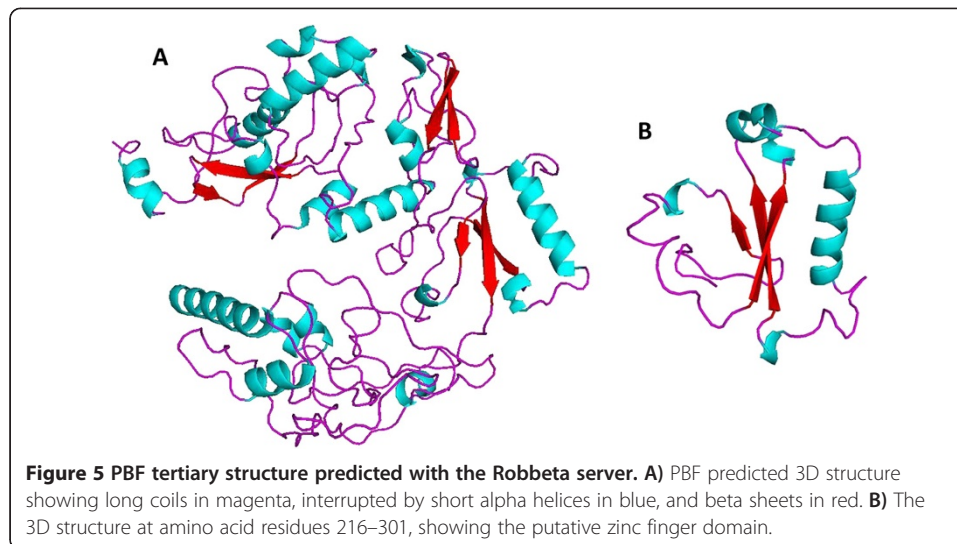 A
B
Figure 5 PBF tertiary structure predicted with the Robbeta server. A) PBF predicted 3D structure
showing long coils in magenta, interrupted by short alpha helices in blue, and beta sheets in red. B) The
3D structure at amino acid residues 216–301, showing the putative zinc finger domain.